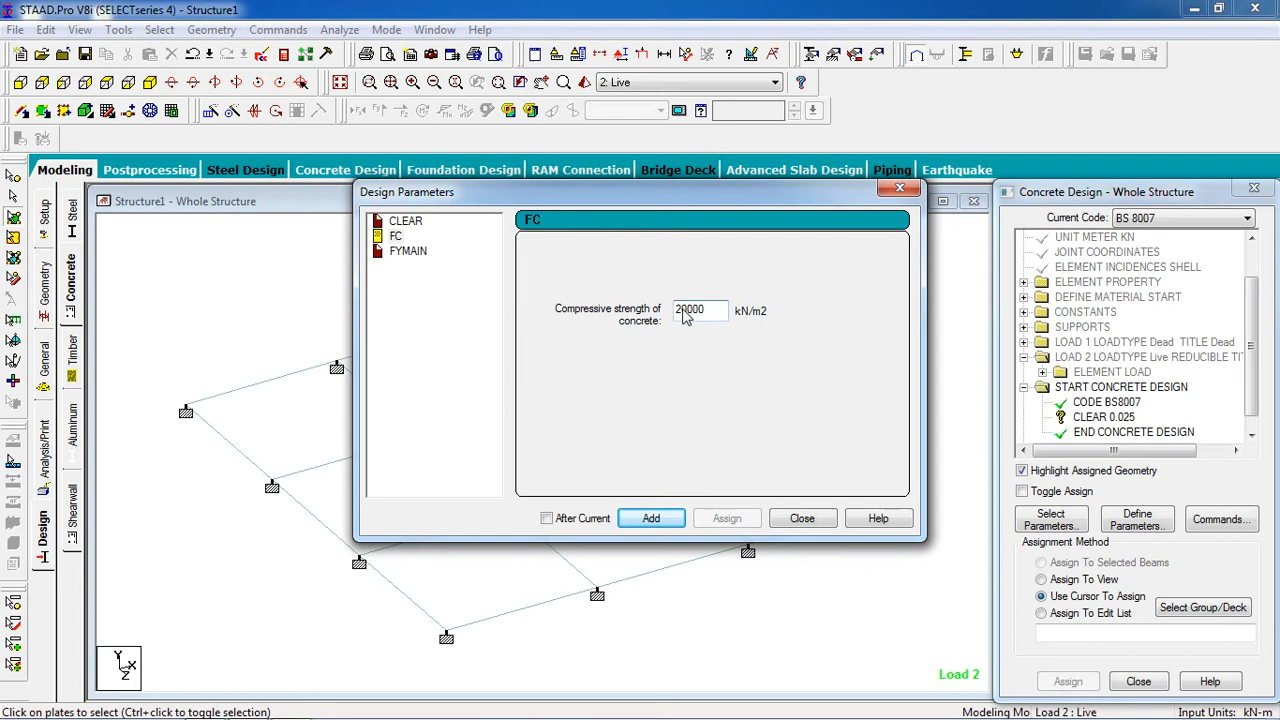 STAAD.Pro V8i (SELECTseries 4) - Structure1
File Edit View Tools Select Geometry Commands Analyze Mode Window Help
2: Live
Modeling Postprocessing Steel Design Concrete Design Foundation Design RAM Connection Bridge Deck Advanced Slab Design Piping Earthquake
Structure1 - Whole Structure
Setup
Geometry
General
Analysis/Print
Design
Steel
Concrete
Timber
Aluminum
Shearwall
Design Parameters
CLEAR
FC
FYMAIN
FC
Compressive strength of
concrete:
20000 kN/m2
After Current Add Assign Close Help
Y
X
Z
Load 2
Concrete Design - Whole Structure
Current Code: BS 8007
UNIT METER KN
JOINT COORDINATES
ELEMENT INCIDENCES SHELL
ELEMENT PROPERTY
DEFINE MATERIAL START
CONSTANTS
SUPPORTS
LOAD 1 LOADTYPE Dead TITLE Dead
LOAD 2 LOADTYPE Live REDUCIBLE TI
ELEMENT LOAD
START CONCRETE DESIGN
CODE BS8007
CLEAR 0.025
END CONCRETE DESIGN
Highlight Assigned Geometry
Toggle Assign
Select Parameters... Define Parameters... Commands...
Assignment Method
Assign To Selected Beams
Assign To View
Use Cursor To Assign
Select Group/Deck
Assign To Edit List
Assign Close Help
Click on plates to select (Ctrl+click to toggle selection)
Modeling Mo Load 2 : Live Input Units: kN-m